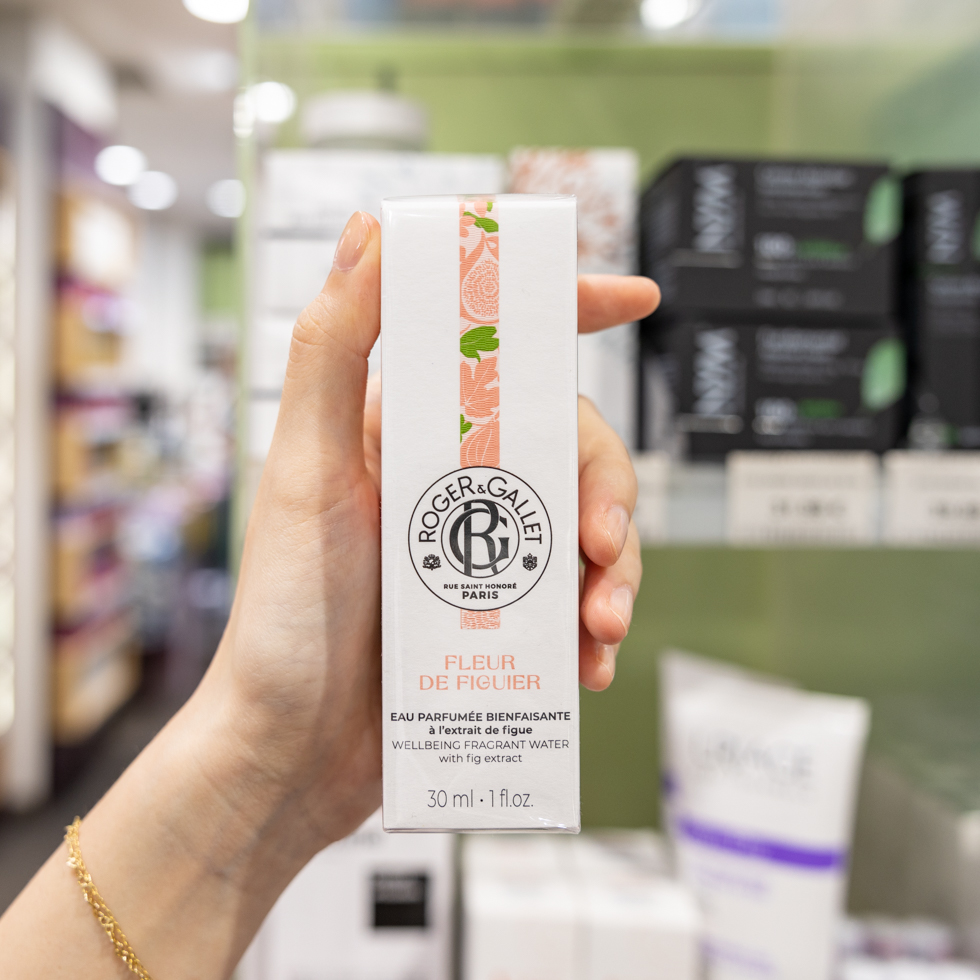 ROGER & GALLET
RG
RUE SAINT HONORÉ
PARIS
FLEUR
DE FIGUIER
EAU PARFUMÉE BIENFAISANTE
à l'extrait de figue
WELLBEING FRAGRANT WATER
with fig extract
30 ml • 1 fl.oz.